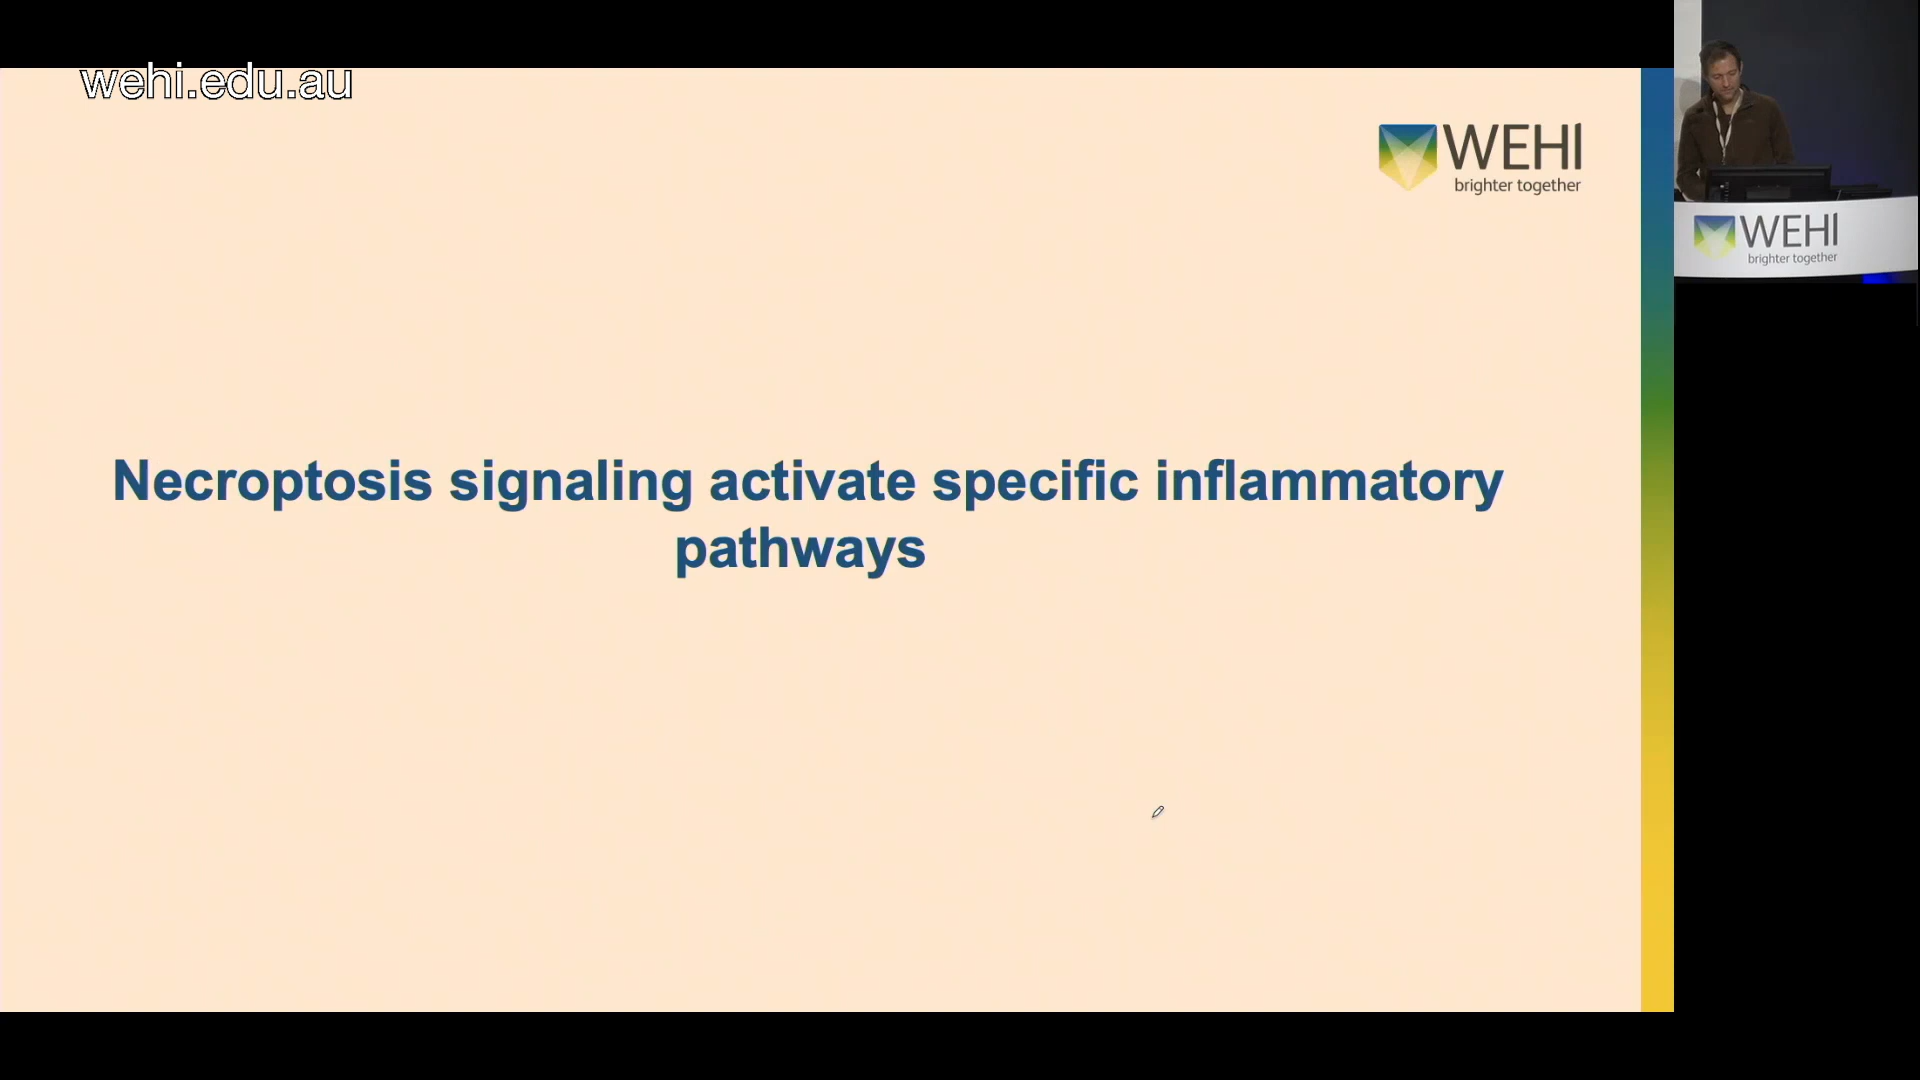 wehi.edu.au
WEHI
brighter together
Necroptosis signaling activate specific inflammatory
pathways
WEHI
brighter together